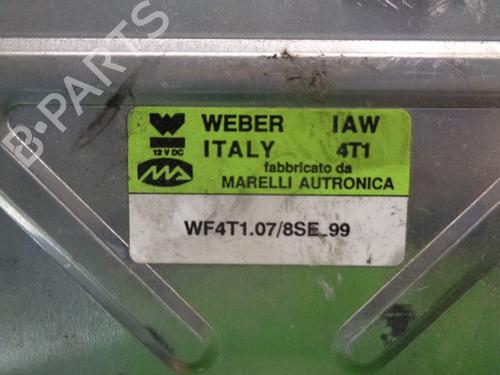 WEBER IAW
ITALY 4T1
12 V DC
fabbricato da
MARELLI AUTRONICA
WF4T1.07/8SE_99
B-PARTS